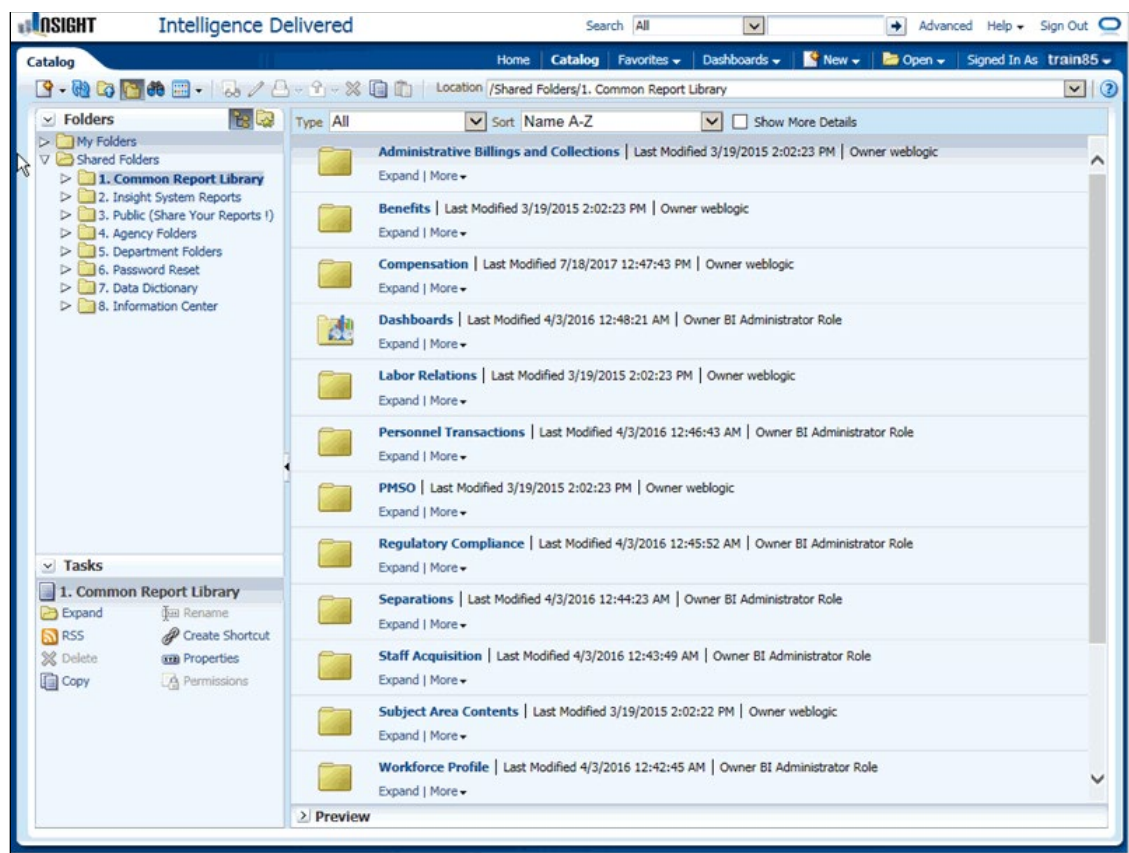 INSIGHT Intelligence Delivered Search All Advanced Help Sign Out
Catalog Home Catalog Favorites Dashboards New Open Signed In As train85
Location /Shared Folders/1. Common Report Library
Folders
Type All Sort Name A-Z Show More Details
My Folders
Shared Folders
1. Common Report Library
2. Insight System Reports
3. Public (Share Your Reports !)
4. Agency Folders
5. Department Folders
6. Password Reset
7. Data Dictionary
8. Information Center
Administrative Billings and Collections | Last Modified 3/19/2015 2:02:23 PM | Owner weblogic
Expand | More
Benefits | Last Modified 3/19/2015 2:02:23 PM | Owner weblogic
Expand | More
Compensation | Last Modified 7/18/2017 12:47:43 PM | Owner weblogic
Expand | More
Dashboards | Last Modified 4/3/2016 12:48:21 AM | Owner BI Administrator Role
Expand | More
Labor Relations | Last Modified 3/19/2015 2:02:23 PM | Owner weblogic
Expand | More
Personnel Transactions | Last Modified 4/3/2016 12:46:43 AM | Owner BI Administrator Role
Expand | More
PMSO | Last Modified 3/19/2015 2:02:23 PM | Owner weblogic
Expand | More
Regulatory Compliance | Last Modified 4/3/2016 12:45:52 AM | Owner BI Administrator Role
Expand | More
Separations | Last Modified 4/3/2016 12:44:23 AM | Owner BI Administrator Role
Expand | More
Staff Acquisition | Last Modified 4/3/2016 12:43:49 AM | Owner BI Administrator Role
Expand | More
Subject Area Contents | Last Modified 3/19/2015 2:02:22 PM | Owner weblogic
Expand | More
Workforce Profile | Last Modified 4/3/2016 12:42:45 AM | Owner BI Administrator Role
Expand | More
Tasks
1. Common Report Library
Expand Rename
RSS Create Shortcut
Delete Properties
Copy Permissions
Preview